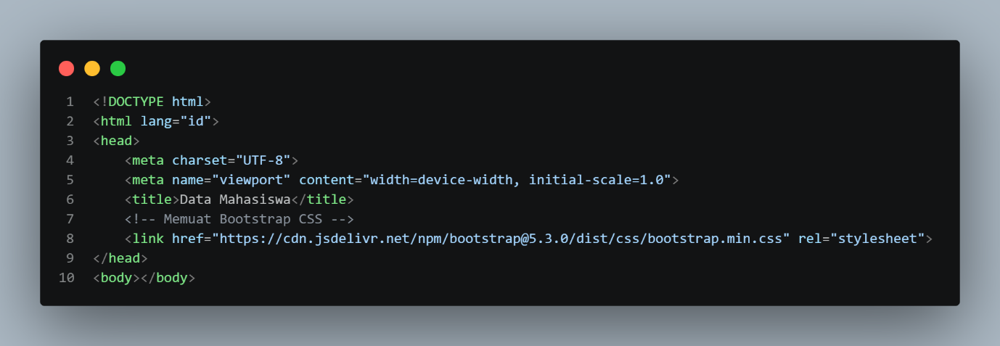 1 <!DOCTYPE html>
2 <html lang="id">
3 <head>
4     <meta charset="UTF-8">
5     <meta name="viewport" content="width=device-width, initial-scale=1.0">
6     <title>Data Mahasiswa</title>
7     <!-- Memuat Bootstrap CSS -->
8     <link href="https://cdn.jsdelivr.net/npm/bootstrap@5.3.0/dist/css/bootstrap.min.css" rel="stylesheet">
9 </head>
10 <body></body>